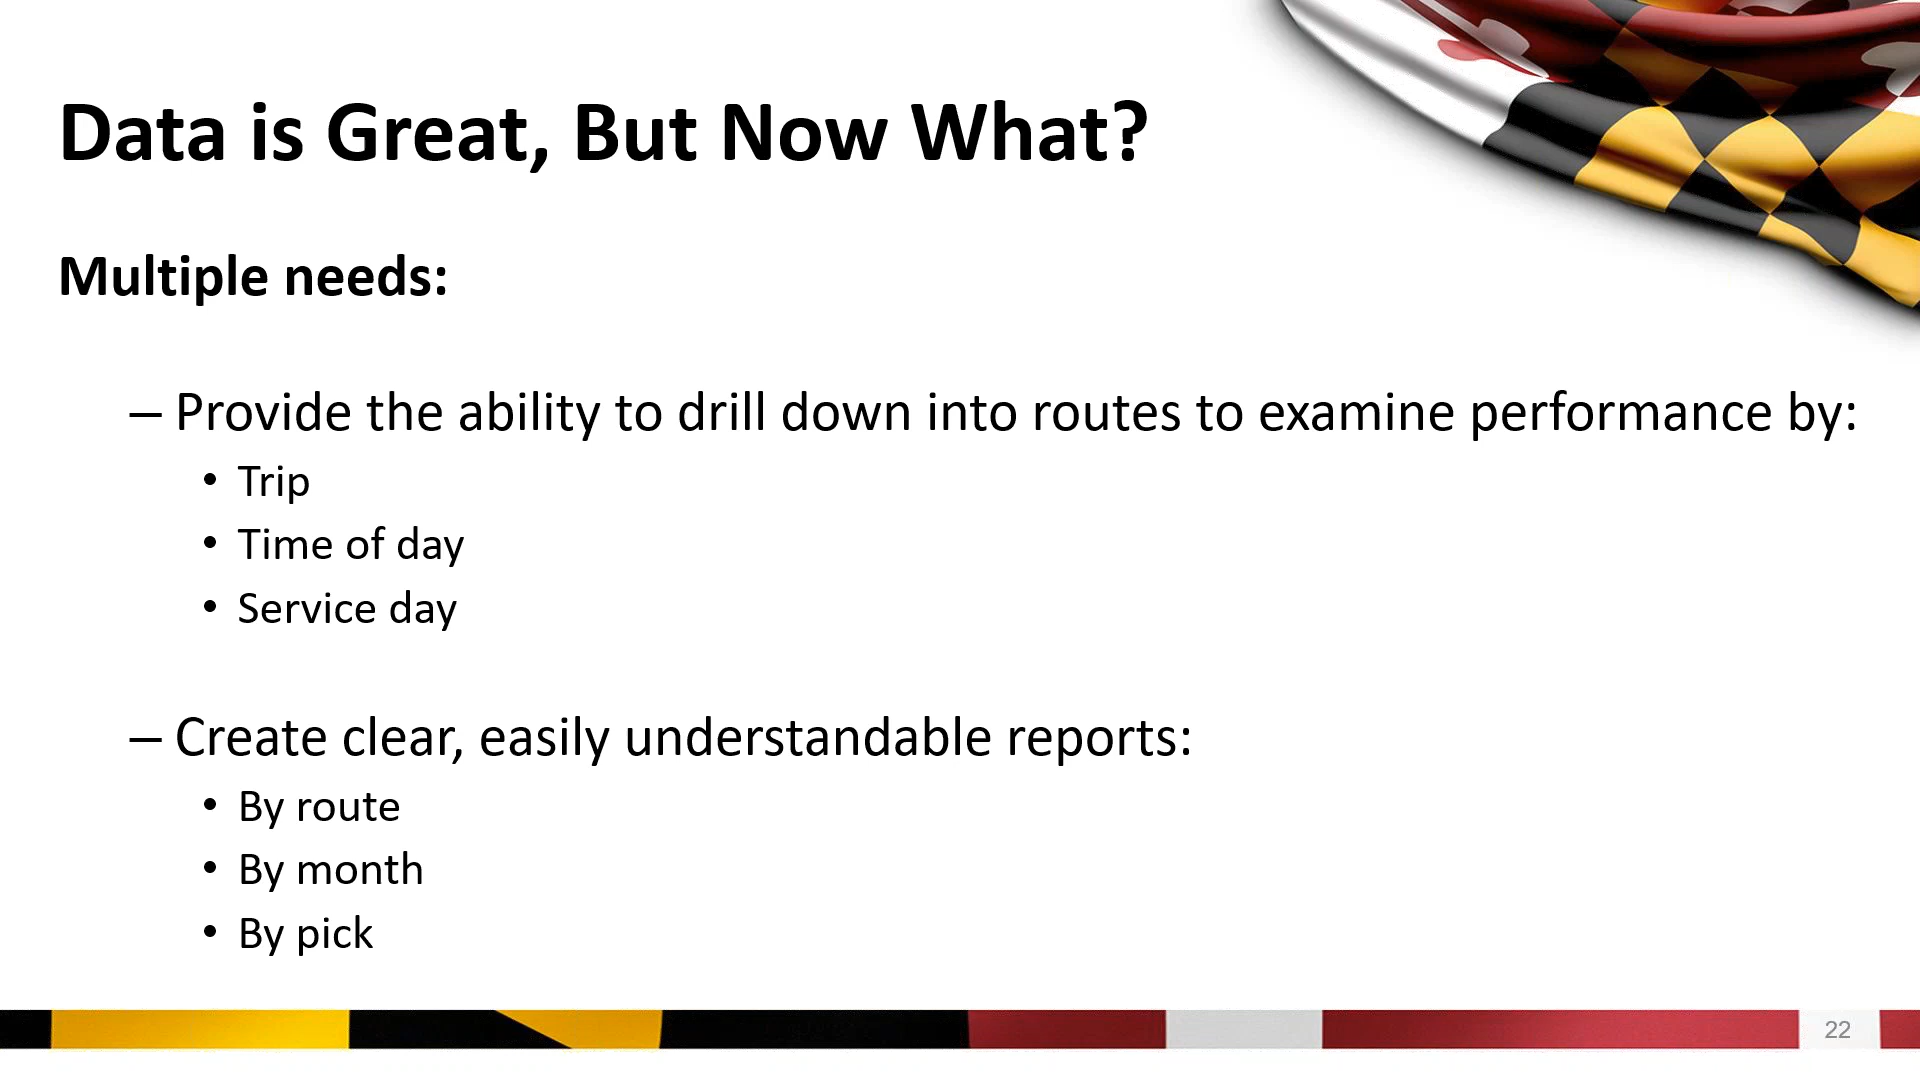 Data is Great, But Now What?
Multiple needs:
– Provide the ability to drill down into routes to examine performance by:
• Trip
• Time of day
• Service day
– Create clear, easily understandable reports:
• By route
• By month
• By pick
22